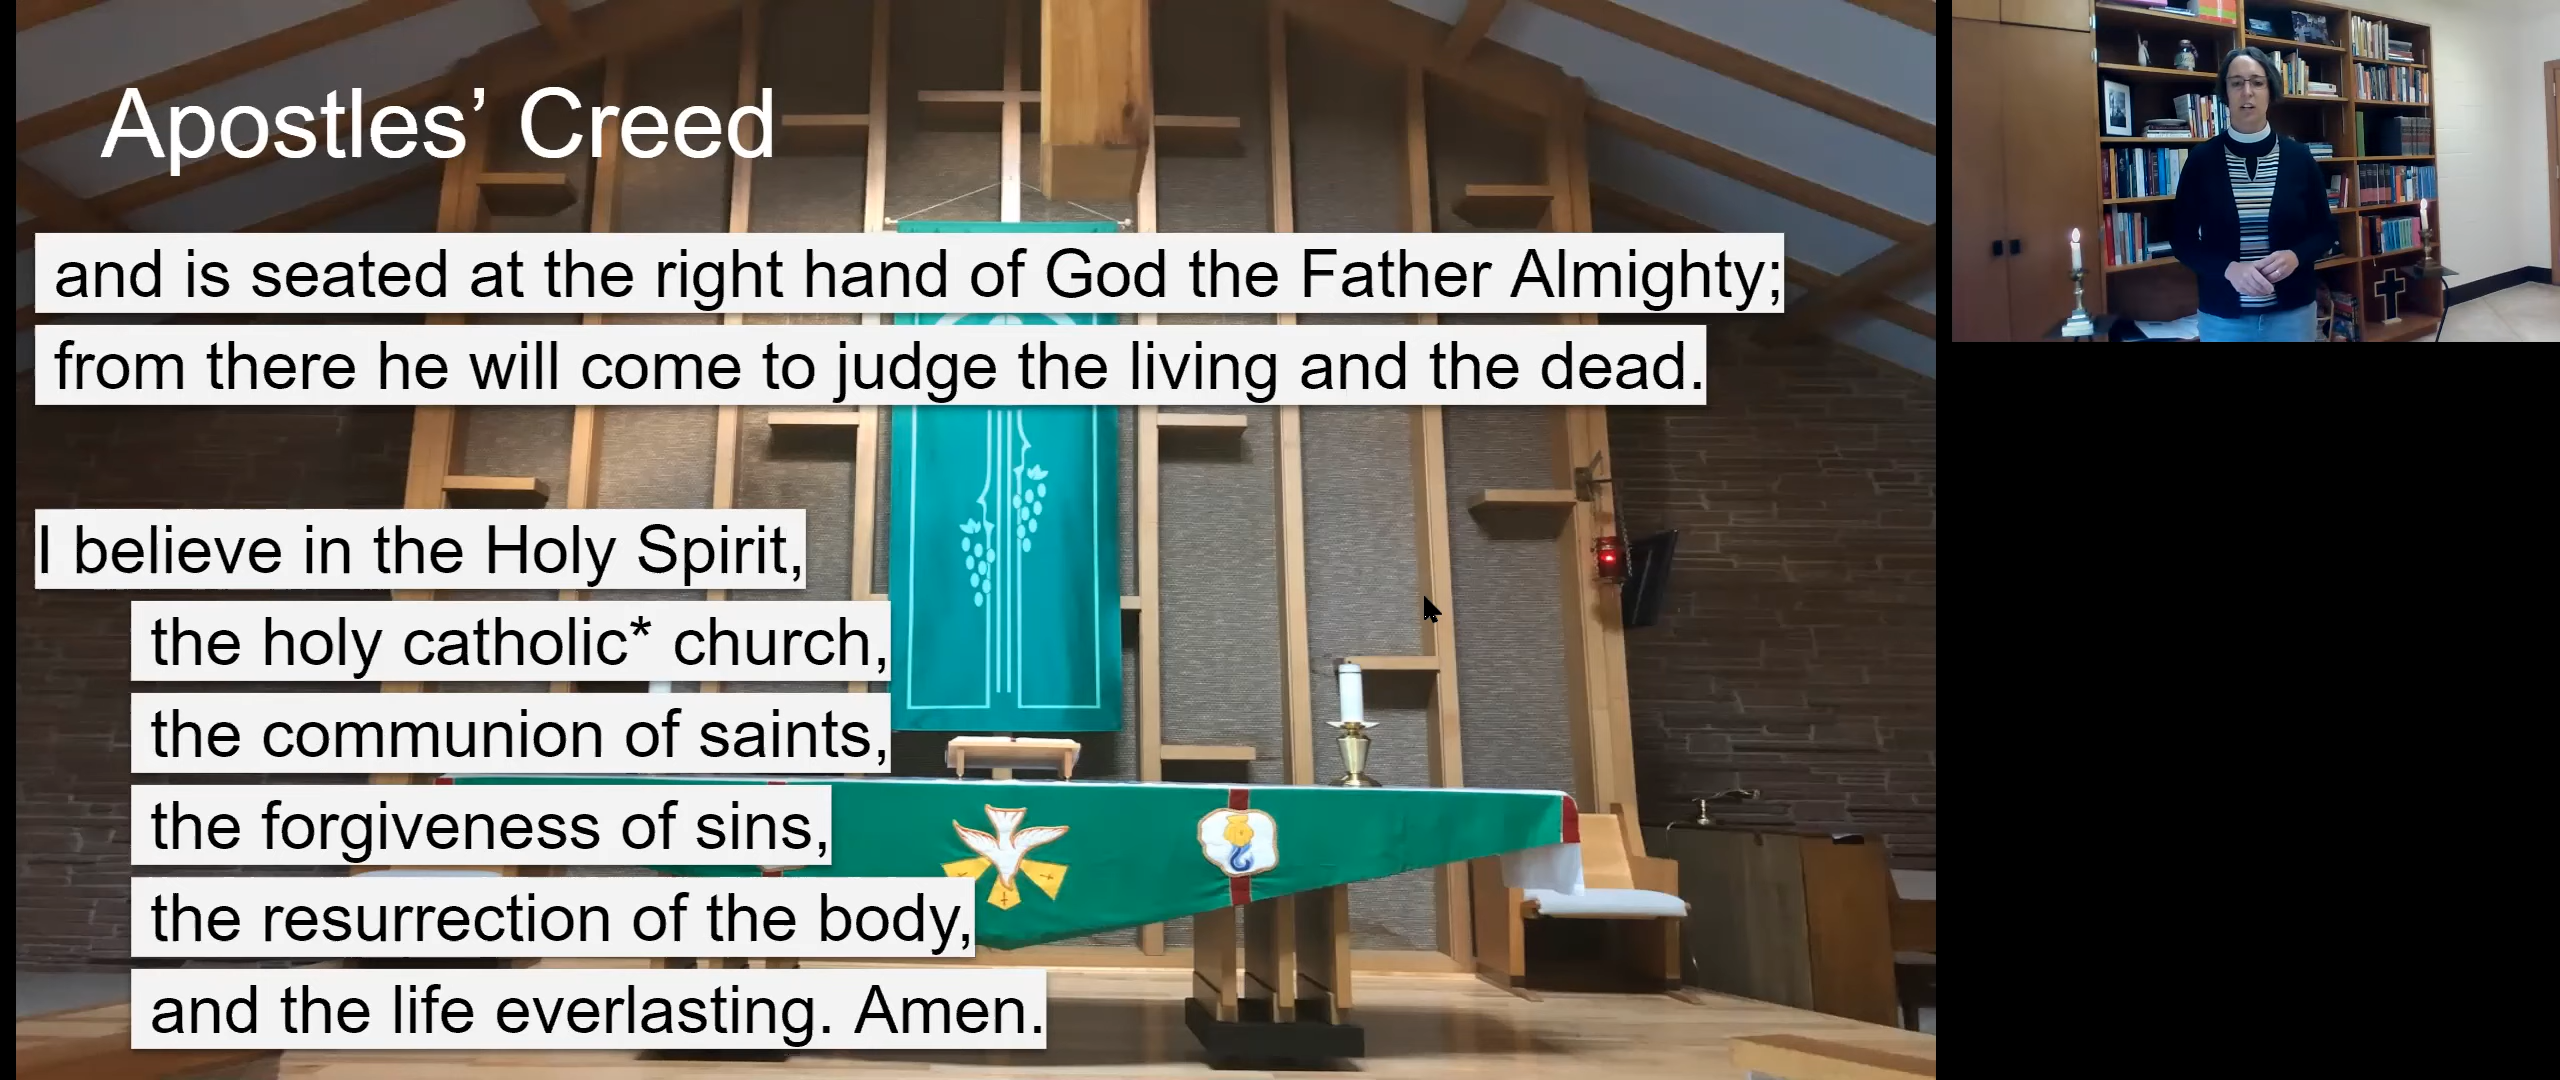 Apostles’ Creed
and is seated at the right hand of God the Father Almighty;
from there he will come to judge the living and the dead.
I believe in the Holy Spirit,
the holy catholic* church,
the communion of saints,
the forgiveness of sins,
the resurrection of the body,
and the life everlasting. Amen.